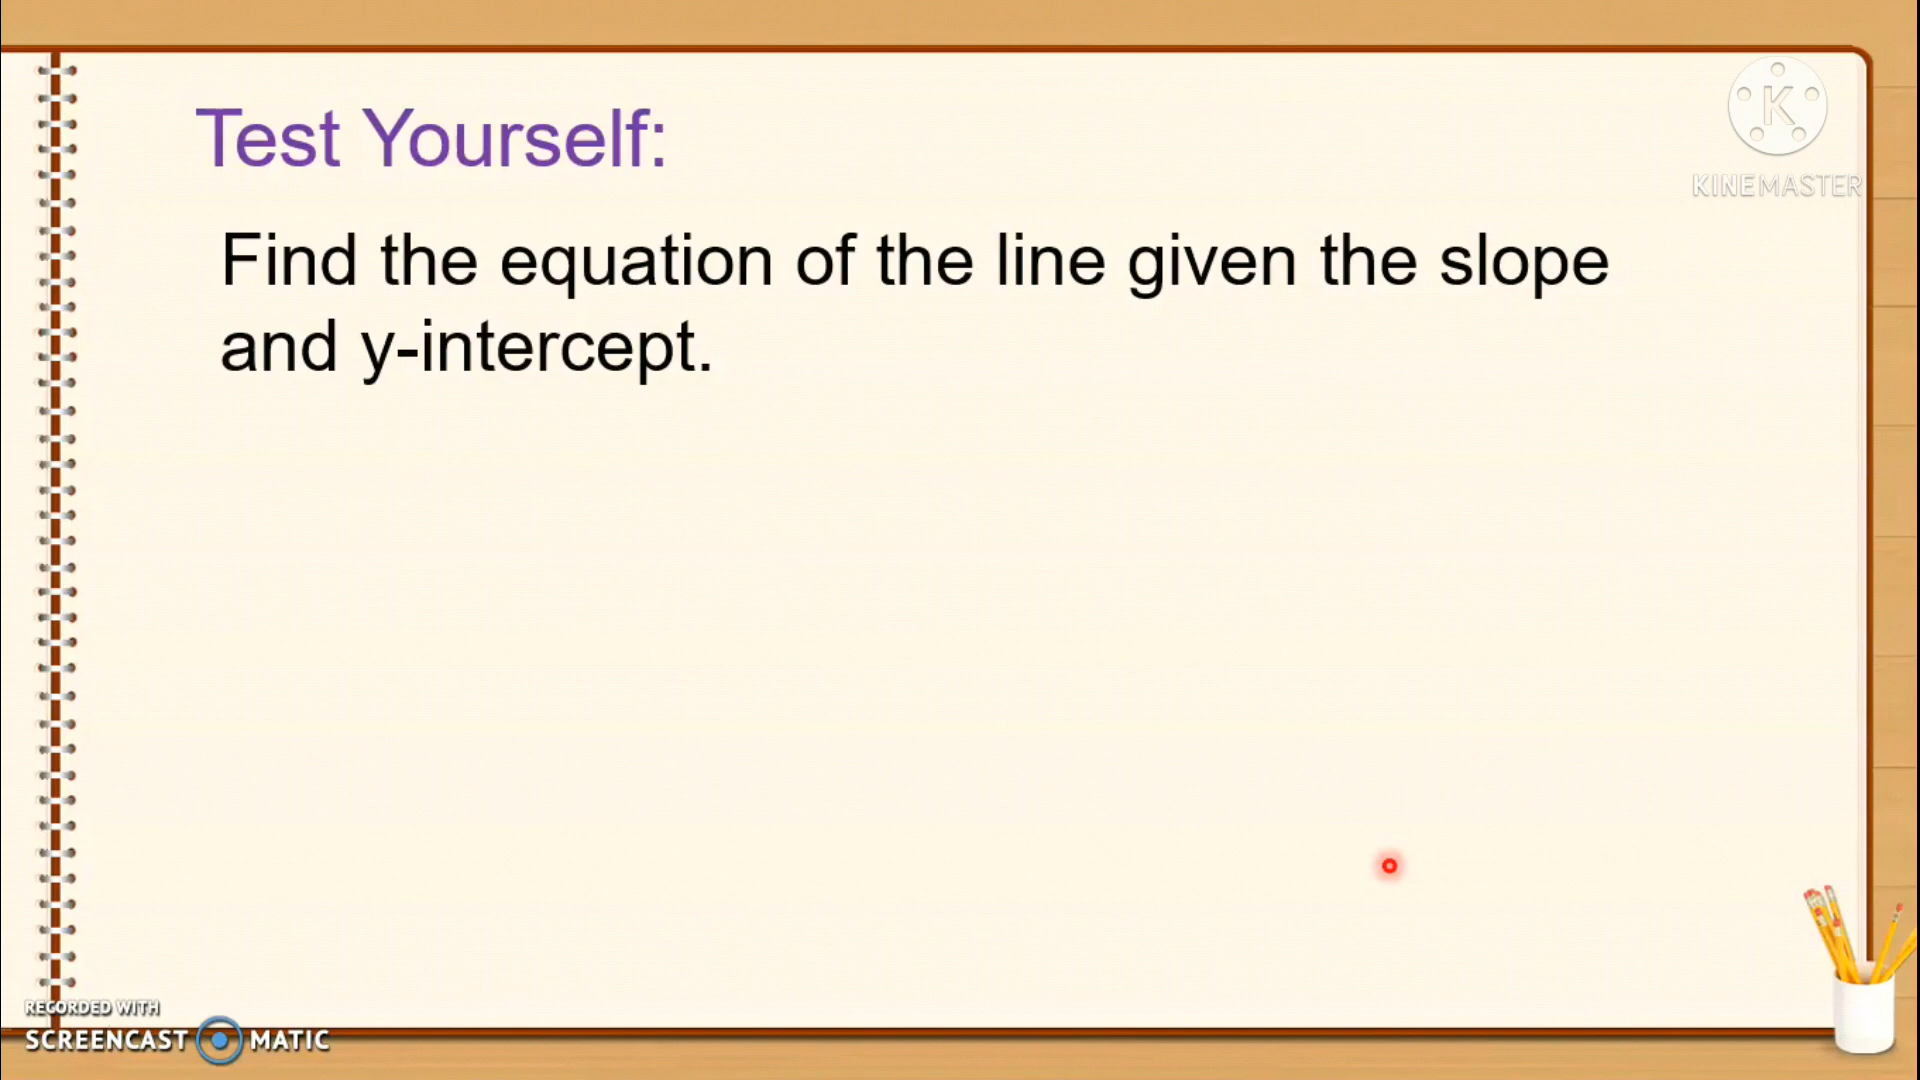 Test Yourself:
K
KINEMASTER
Find the equation of the line given the slope
and y-intercept.
RECORDED WITH
SCREENCAST MATIC